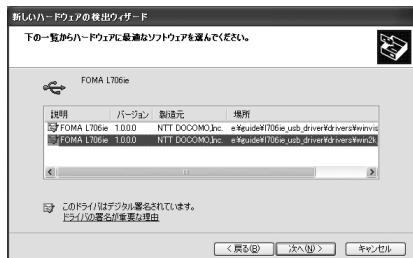 新しいハードウェアの検出ウィザード
下の一覧からハードウェアに最適なソフトウェアを選んでください。
FOMA L706ie
説明 バージョン 製造元 場所
FOMA L706ie 1.0.0.0 NTT DOCOMO,Inc. e:¥guide¥l706ie_usb_driver¥drivers¥winvis
FOMA L706ie 1.0.0.0 NTT DOCOMO,Inc. e:¥guide¥l706ie_usb_driver¥drivers¥win2k
このドライバはデジタル署名されています。
ドライバの署名が重要な理由
< 戻る(B) 次へ(N) > キャンセル